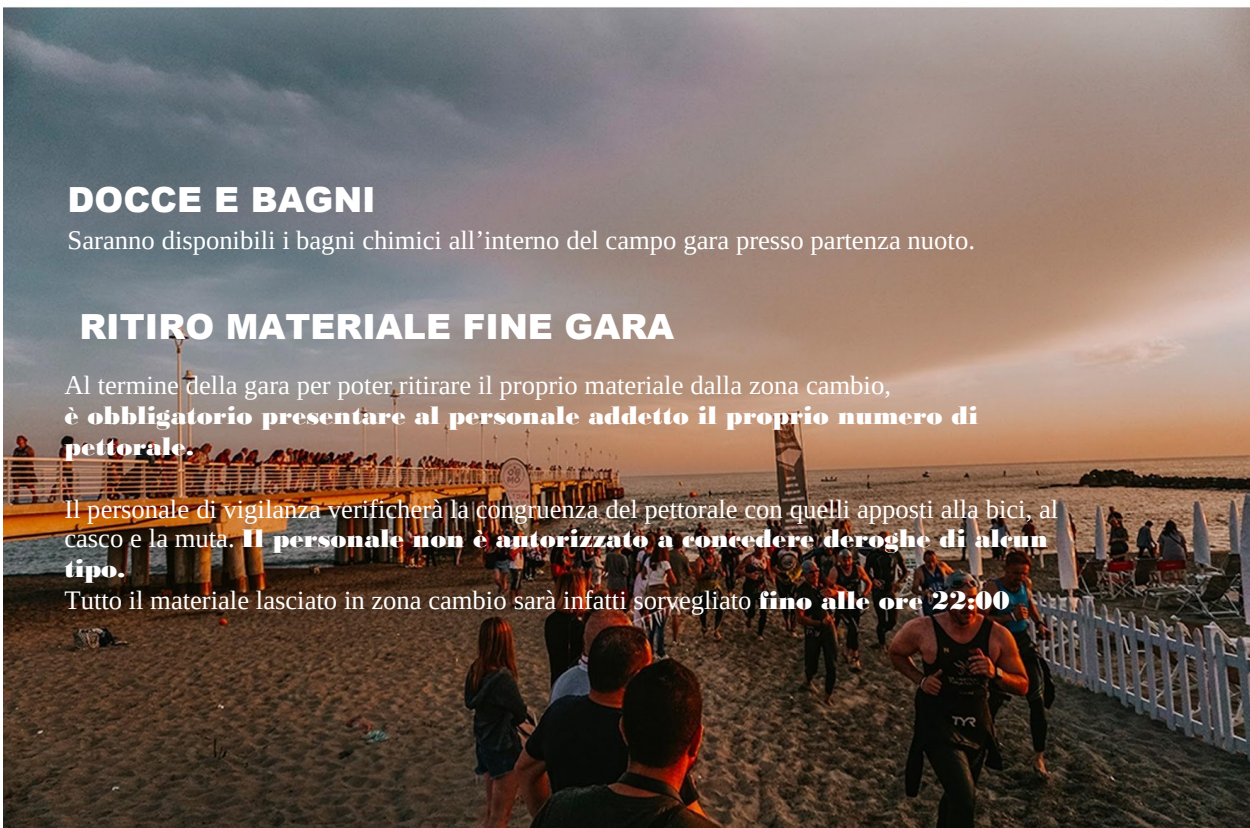 DOCCE E BAGNI
Saranno disponibili i bagni chimici all’interno del campo gara presso partenza nuoto.
RITIRO MATERIALE FINE GARA
Al termine della gara per poter ritirare il proprio materiale dalla zona cambio,
è obbligatorio presentare al personale addetto il proprio numero di
pettorale.
Il personale di vigilanza verificherà la congruenza del pettorale con quelli apposti alla bici, al
casco e la muta. Il personale non è autorizzato a concedere deroghe di alcun
tipo.
Tutto il materiale lasciato in zona cambio sarà infatti sorvegliato fino alle ore 22:00
TYR